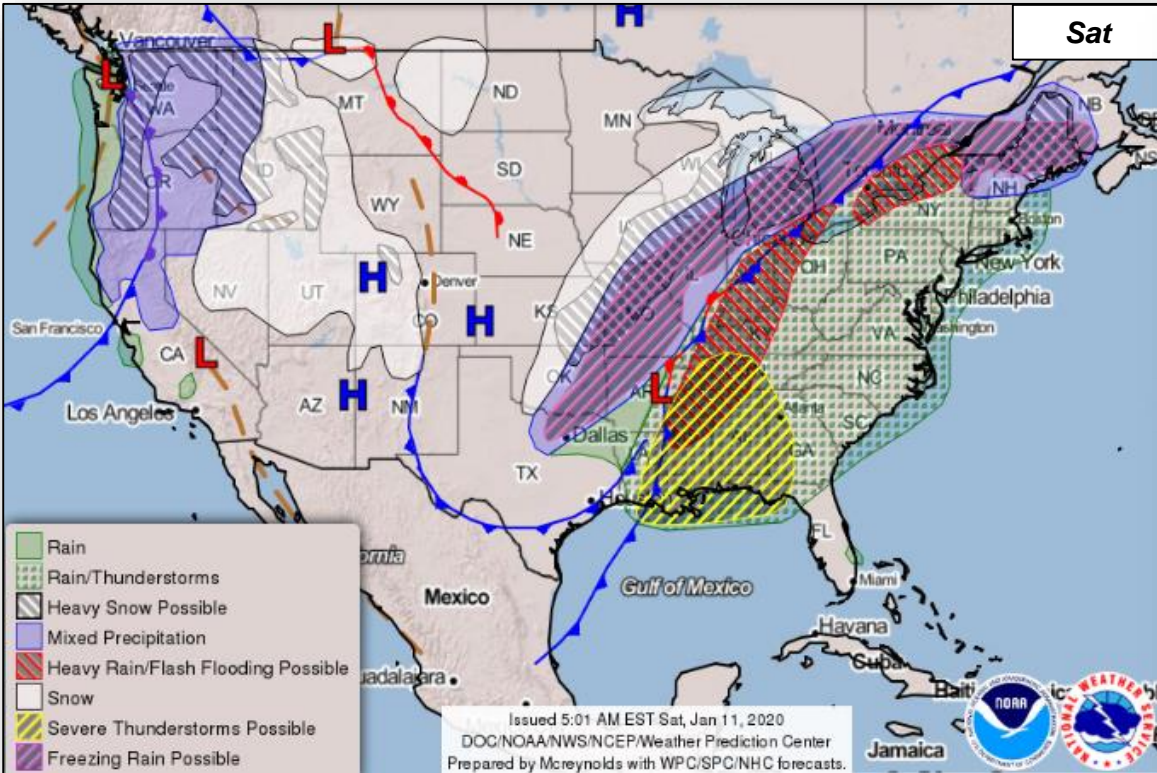 Sat
Vancouver
L
H
L
Seattle
WA
MT
ND
MN
NB
Montreal
OR
ID
SD
WI
Toronto
NS
WY
NH
NY
Boston
NE
IA
New York
PA
OH
H
Denver
IL
Philadelphia
NV
UT
CO
H
KS
MO
Washington
VA
San Francisco
CA
L
KY
NC
OK
AR
L
Los Angeles
AZ
H
NM
Atlanta
SC
Dallas
AL
GA
TX
LA
Houston
FL
Miami
Gulf of Mexico
Mexico
Havana
Cuba
Jamaica
Rain
Rain/Thunderstorms
Heavy Snow Possible
Mixed Precipitation
Heavy Rain/Flash Flooding Possible
Snow
Severe Thunderstorms Possible
Freezing Rain Possible
Issued 5:01 AM EST Sat, Jan 11, 2020
DOC/NOAA/NWS/NCEP/Weather Prediction Center
Prepared by Mcreynolds with WPC/SPC/NHC forecasts.
NOAA
NATIONAL WEATHER SERVICE